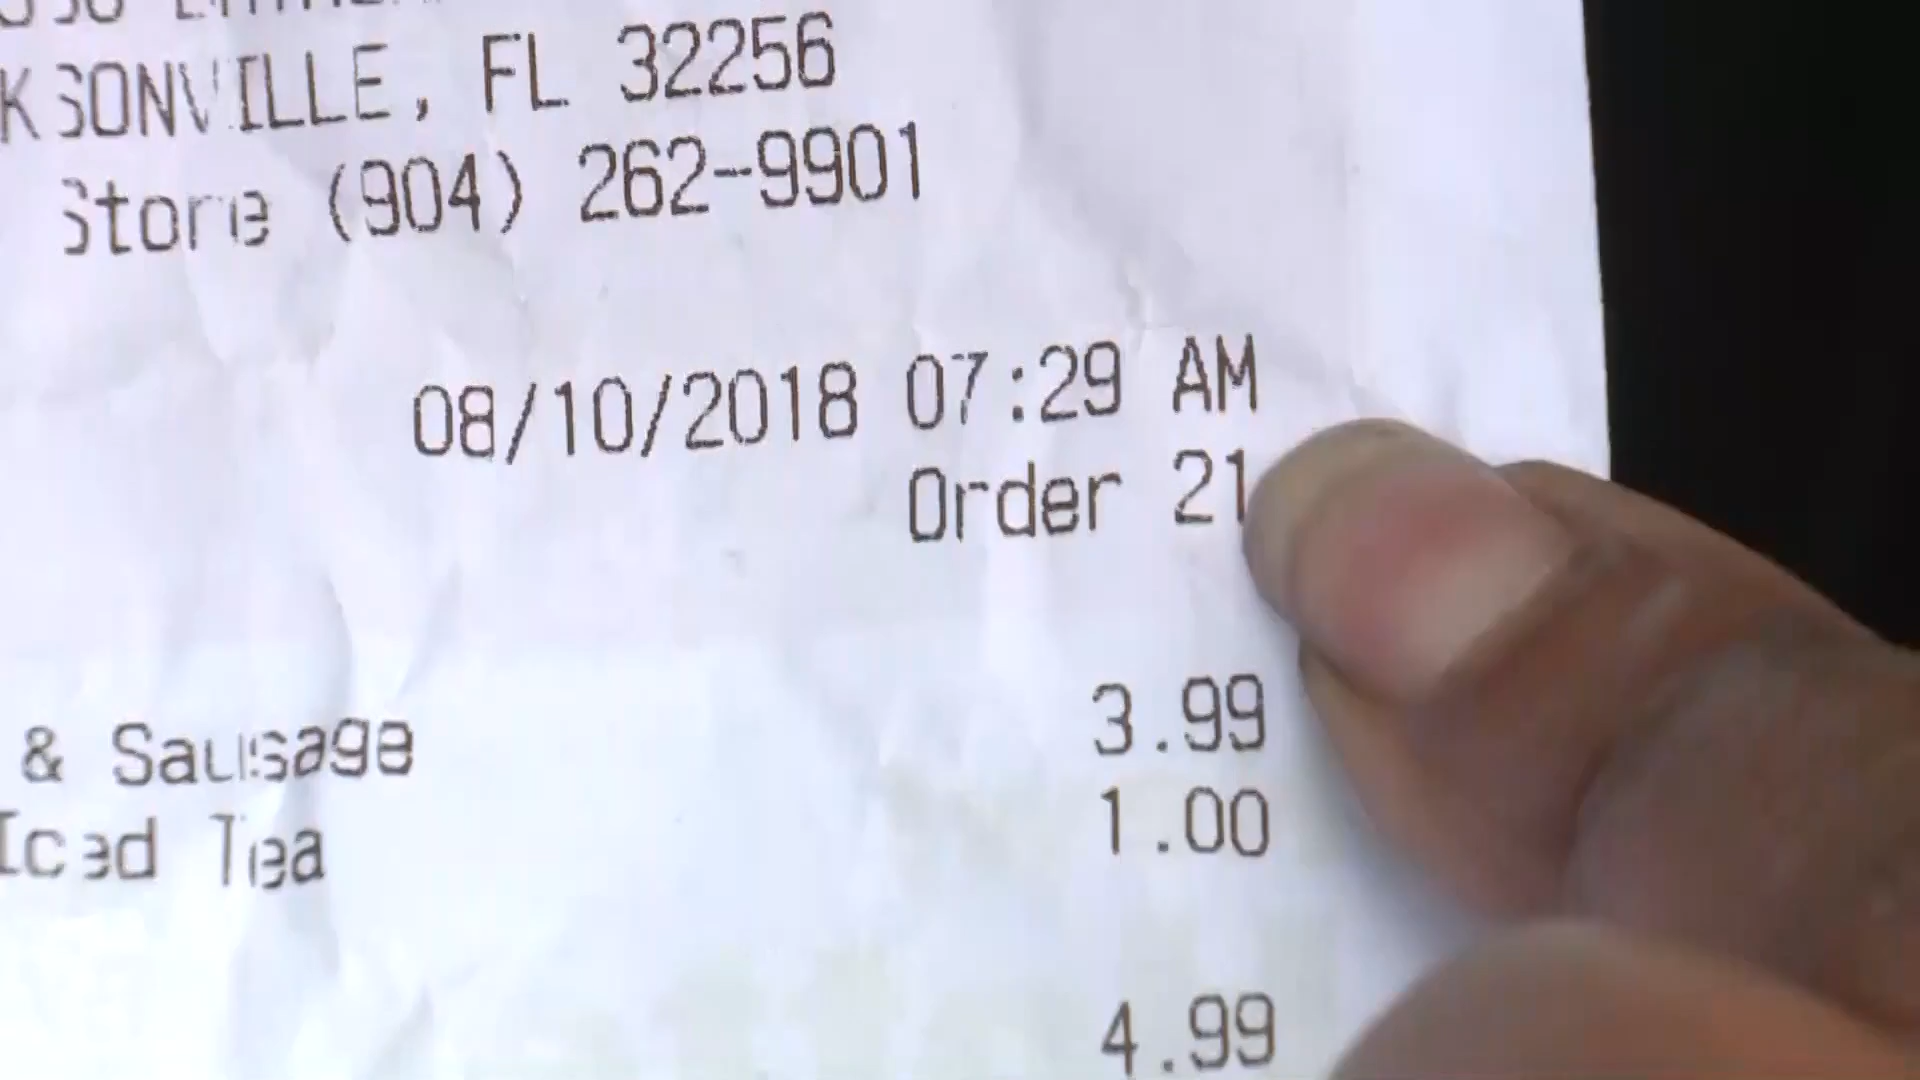 KSONVILLE, FL 32256
Store (904) 262-9901
08/10/2018 07:29 AM
Order 21
3.99
& Sausage
1.00
Iced Tea
4.99